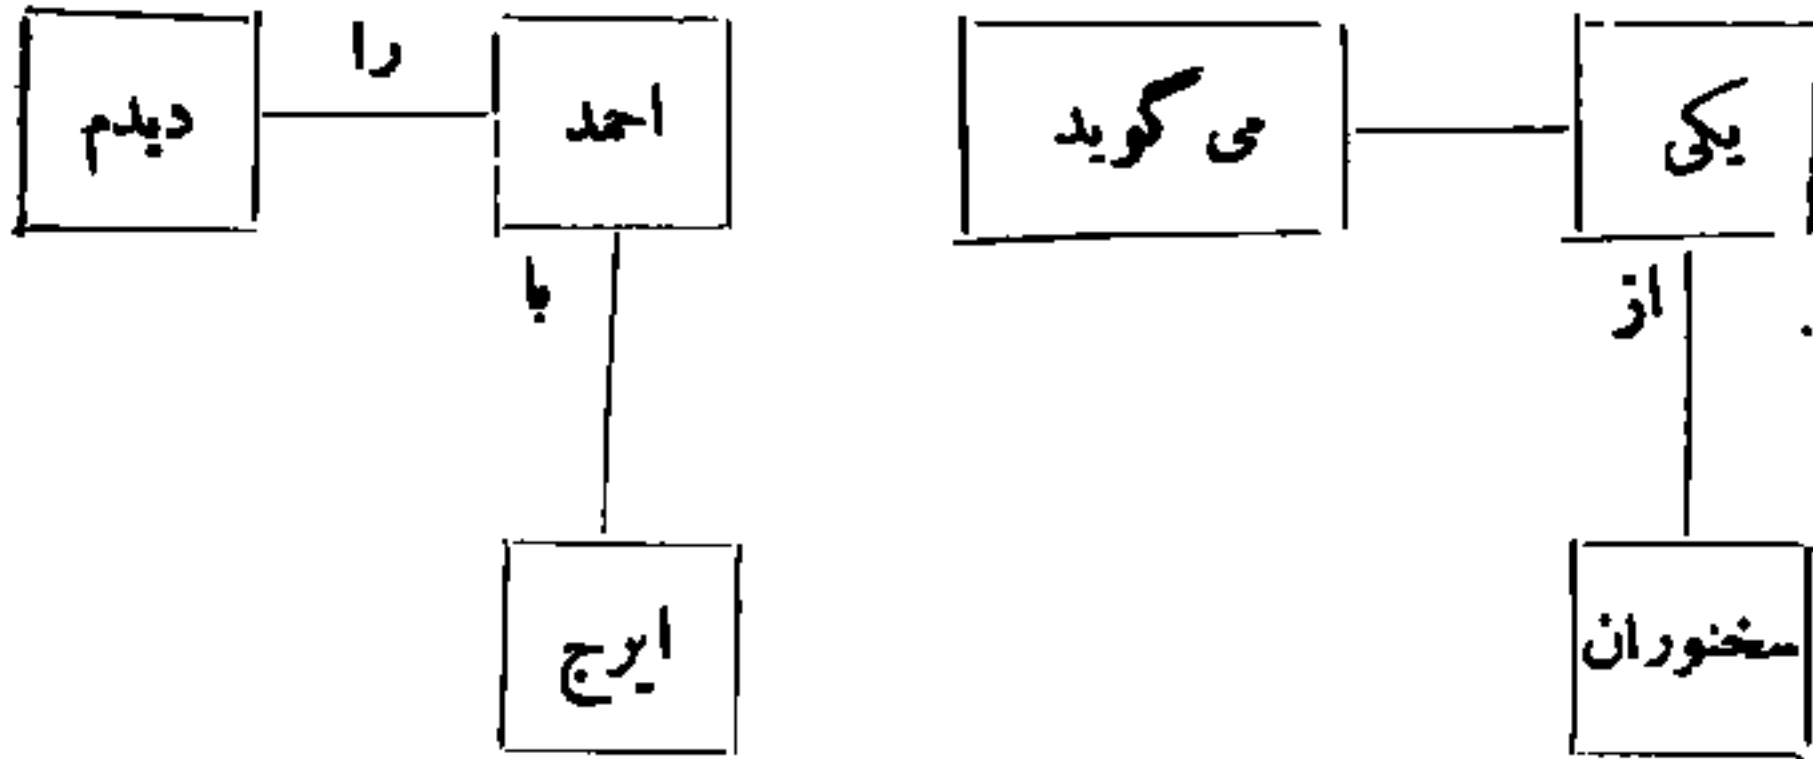 یکی می گوید احمد را دیدم
از با
سخنوران ایرج